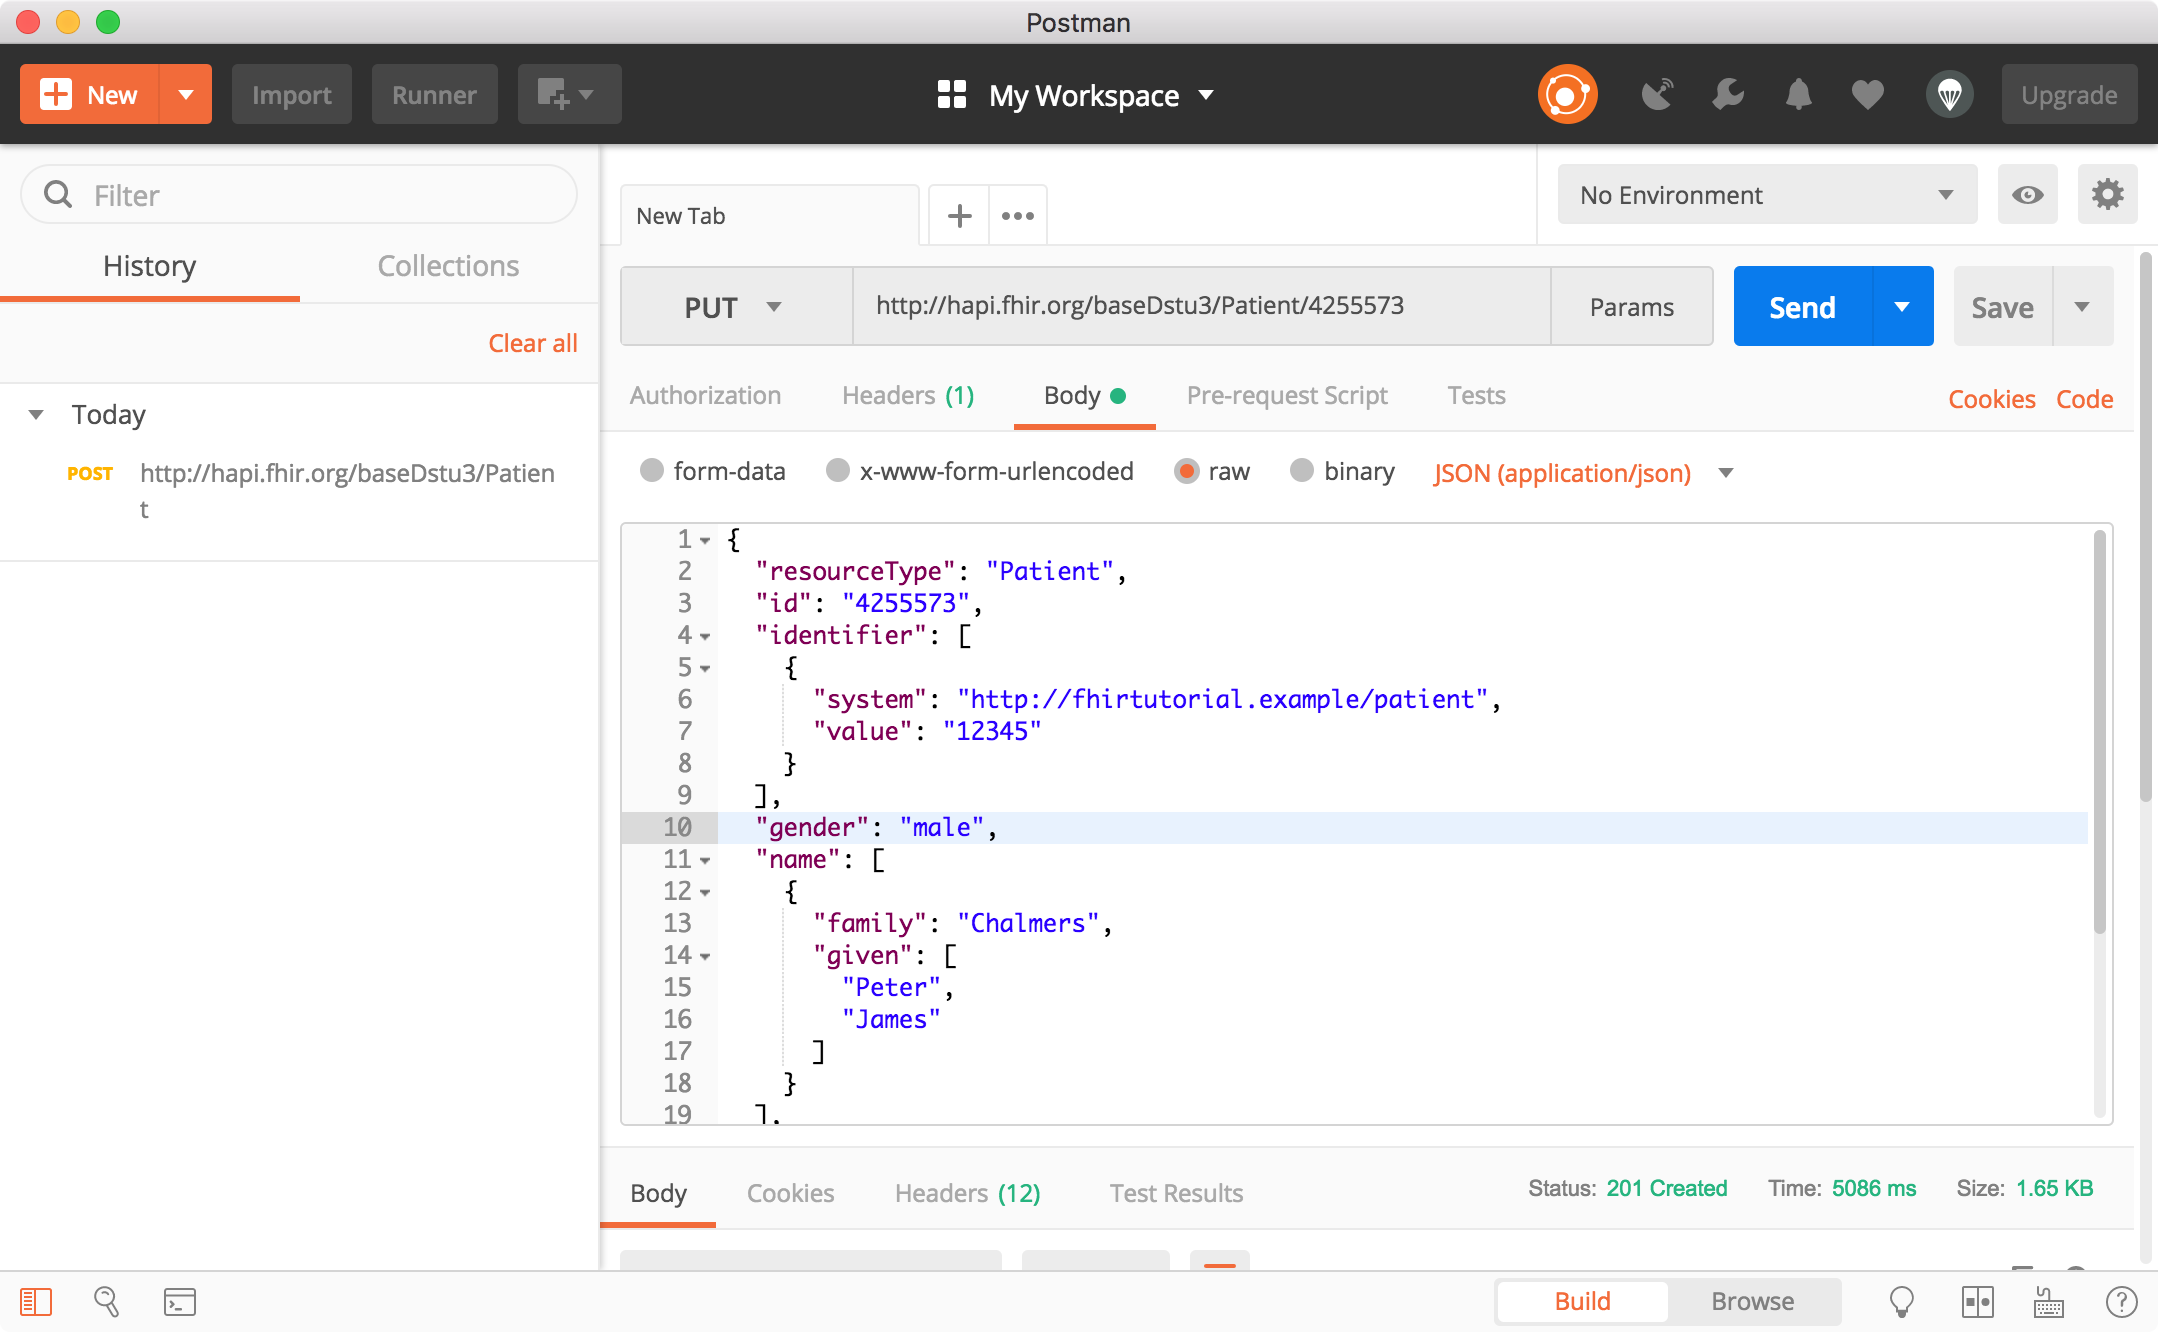 Postman
New
Import
Runner
My Workspace
Upgrade
Filter
History
Collections
Clear all
Today
POST http://hapi.fhir.org/baseDstu3/Patien
t
New Tab
No Environment
PUT
http://hapi.fhir.org/baseDstu3/Patient/4255573
Params
Send
Save
Authorization
Headers (1)
Body
Pre-request Script
Tests
Cookies
Code
form-data
x-www-form-urlencoded
raw
binary
JSON (application/json)
1 {
2 "resourceType": "Patient",
3 "id": "4255573",
4 "identifier": [
5 {
6 "system": "http://fhirtutorial.example/patient",
7 "value": "12345"
8 }
9 ],
10 "gender": "male",
11 "name": [
12 {
13 "family": "Chalmers",
14 "given": [
15 "Peter",
16 "James"
17 ]
18 }
19 ],
Body
Cookies
Headers (12)
Test Results
Status: 201 Created
Time: 5086 ms
Size: 1.65 KB
Build
Browse